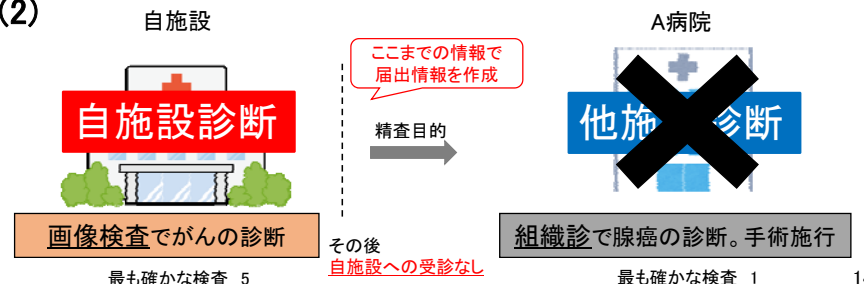 (2)
自施設
A病院
ここまでの情報で
届出情報を作成
自施設診断
精査目的
他施 診断
画像検査でがんの診断
組織診で腺癌の診断。手術施行
その後
自施設への受診なし
最も確かな検査 5
最も確かな検査 1